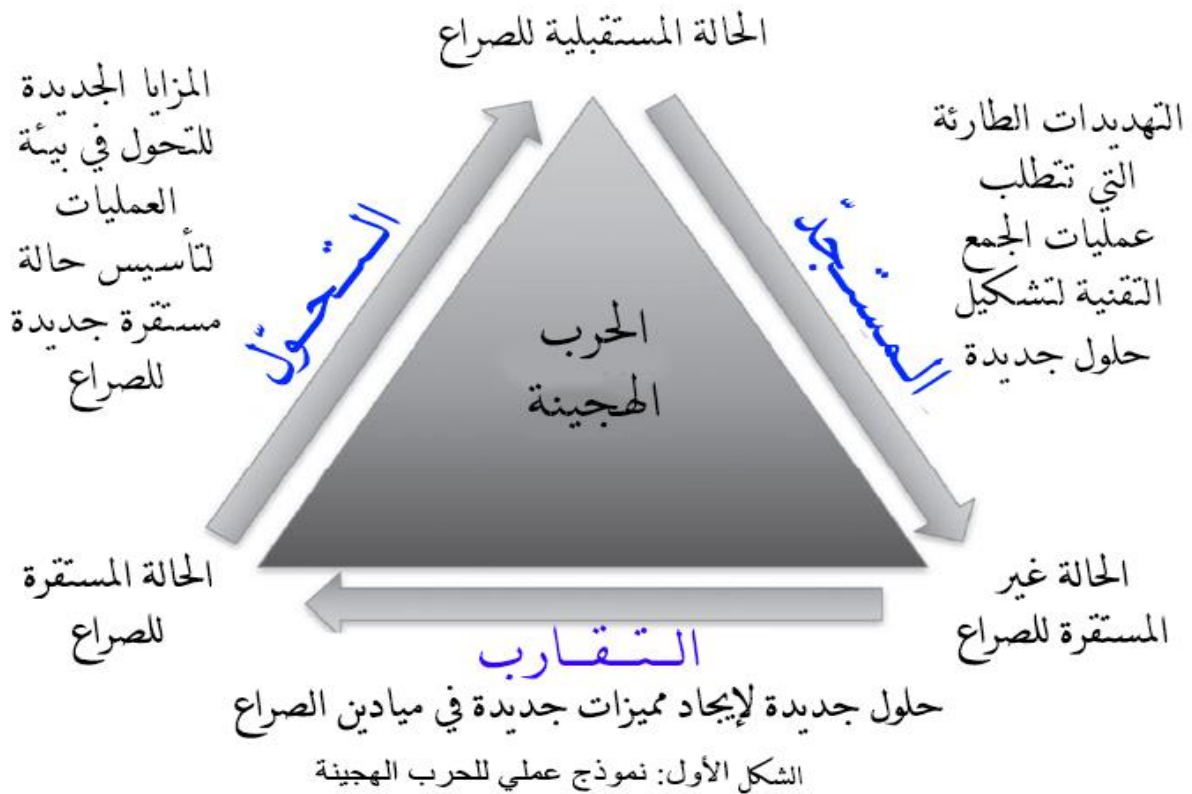 الحالة المستقبلية للصراع
التهديدات الطارئة
التي تتطلب
عمليات الجمع
التقنية لتشكيل
حلول جديدة
المستجدّ
الحرب
الهجينة
التحوّل
المزايا الجديدة
للتحول في بيئة
العمليات
لتأسيس حالة
مستقرة جديدة
للصراع
الحالة غير
المستقرة للصراع
الحالة المستقرة
للصراع
التقارب
حلول جديدة لإيجاد مميزات جديدة في ميادين الصراع
الشكل الأول: نموذج عملي للحرب الهجينة